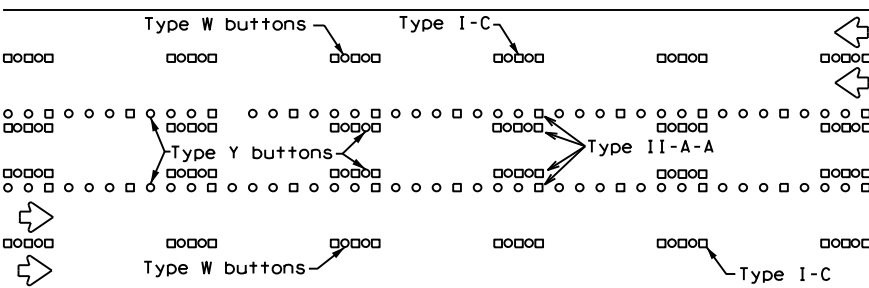 Type W buttons
Type I-C
Type Y buttons
Type II-A-A
Type W buttons
Type I-C